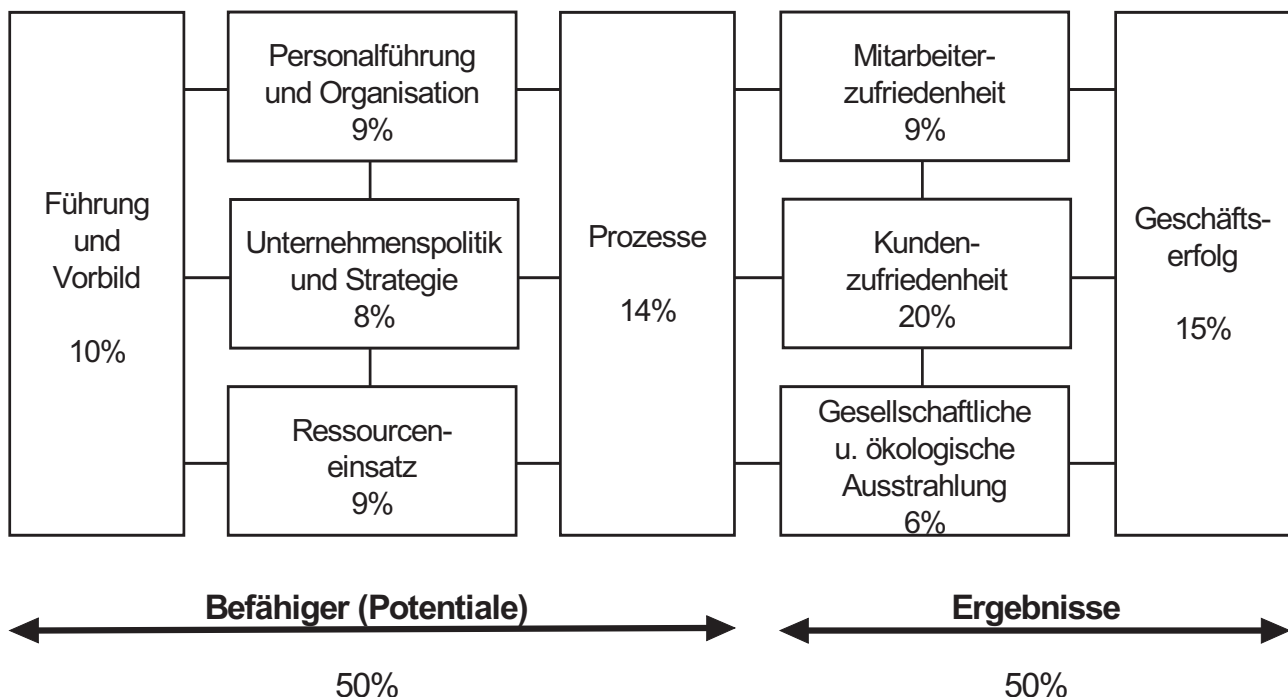 Führung
und
Vorbild
10%
Personalführung
und Organisation
9%
Unternehmenspolitik
und Strategie
8%
Ressourcen-
einsatz
9%
Prozesse
14%
Mitarbeiter-
zufriedenheit
9%
Kunden-
zufriedenheit
20%
Gesellschaftliche
u. ökologische
Ausstrahlung
6%
Geschäfts-
erfolg
15%
Befähiger (Potentiale)
50%
Ergebnisse
50%